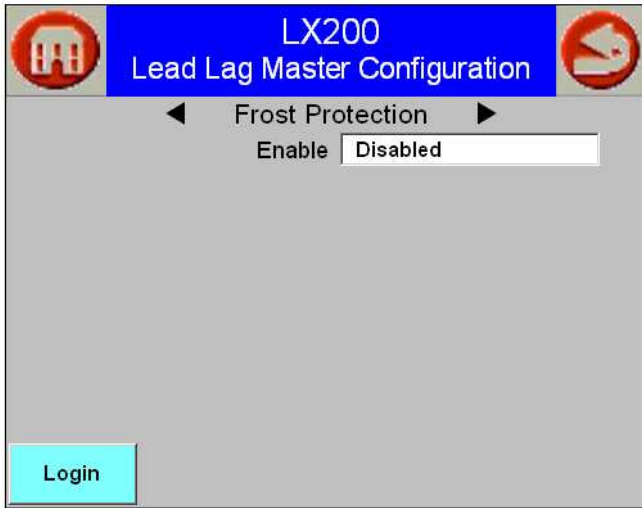 LX200
Lead Lag Master Configuration
Frost Protection
Enable Disabled
Login